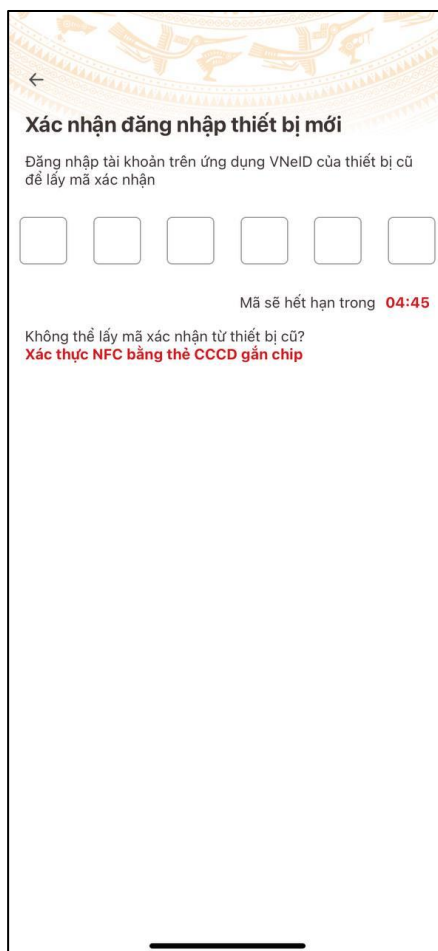 Xác nhận đăng nhập thiết bị mới
Đăng nhập tài khoản trên ứng dụng VNeID của thiết bị cũ
để lấy mã xác nhận
Mã sẽ hết hạn trong 04:45
Không thể lấy mã xác nhận từ thiết bị cũ?
Xác thực NFC bằng thẻ CCCD gắn chip